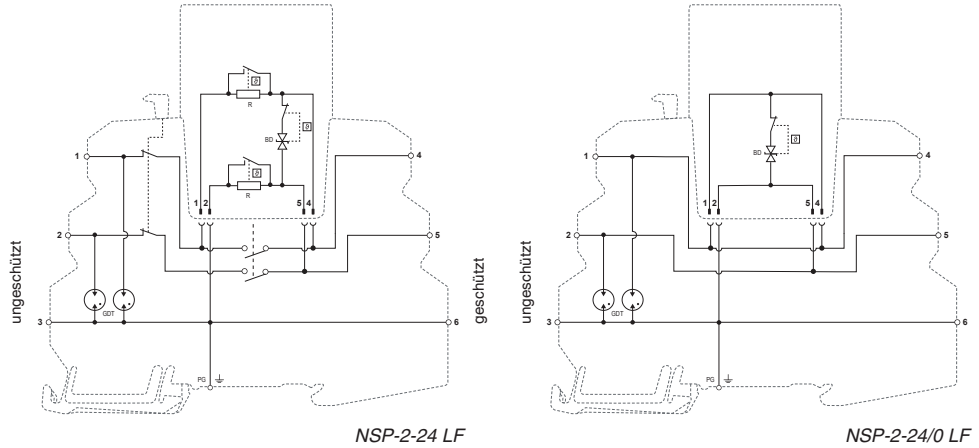 ϑ
R
ϑ
BD
ϑ
R
1 2 5 4
1
4
2
5
ungeschützt
geschützt
GDT
3
6
PG
NSP-2-24 LF
ϑ
BD
1 2 5 4
1
4
2
5
ungeschützt
GDT
3
6
PG
NSP-2-24/0 LF